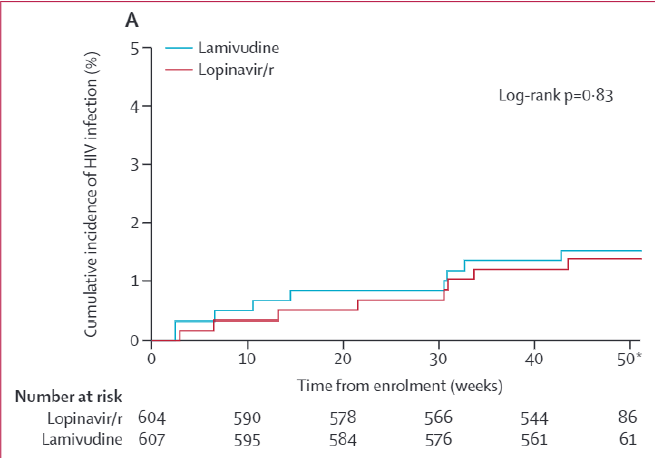 A
Lamivudine
Lopinavir/r
Log-rank p=0·83
Cumulative incidence of HIV infection (%)
5
4
3
2
1
0
0 10 20 30 40 50*
Time from enrolment (weeks)
Number at risk
Lopinavir/r 604 590 578 566 544 86
Lamivudine 607 595 584 576 561 61